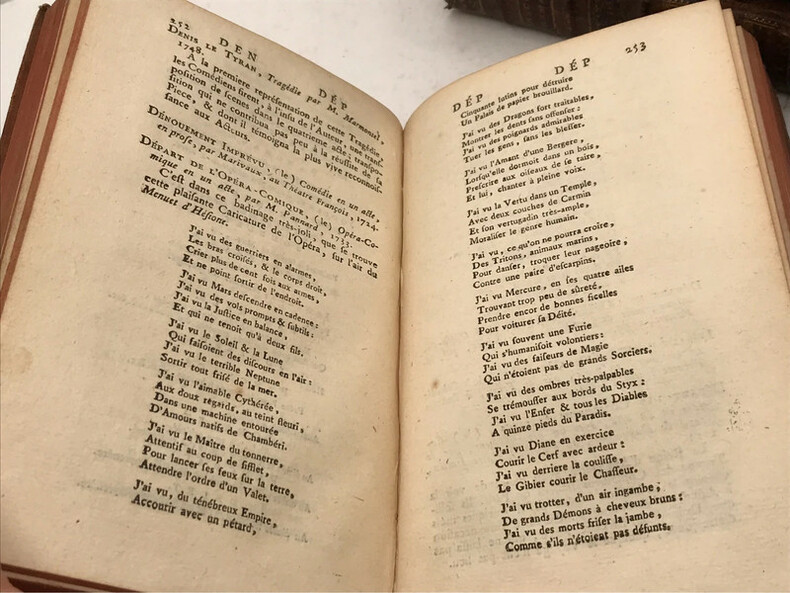 252 DEN DÉP
DENIS LE TYRAN, Tragédie par M. Marmontel,
1748.
À la premiere représentation de cette Tragédie
les Comédiens firent, à l'insu de l'Auteur, une transposition
position de scenes dans le quatrieme acte; transpo-
sition qui ne contribua pas peu à la réussite de sa
Piece, & dont il témoigna la plus vive reconnois-
sance aux Acteurs.
DÉNOUEMENT IMPRÉVU, (le) Comédie en un acte,
en prose, par Marivaux, au Théatre François, 1724.
DÉPART DE L'OPÉRA-COMIQUE, (le) Opéra-Co-
mique en un acte, par M. Pannard, 1733.
C'est dans ce badinage très-joli, que se trouve
cette plaisante Caricature de l'Opéra, sur l'air du
Menuet d'Hésione.
J'ai vu des guerriers en alarmes,
Les bras croisés, & le corps droit,
Crier plus de cent fois aux armes,
Et ne point sortir de l'endroit.
J'ai vu Mars descendre en cadence:
J'ai vu des vols prompts & subtils:
J'ai vu la Justice en balance,
Et qui ne tenoit qu'à deux fils.
J'ai vu le Soleil & la Lune
Qui faisoient des discours en l'air:
J'ai vu le terrible Neptune
Sortir tout frisé de la mer.
J'ai vu l'aimable Cythérée,
Aux doux regards, au teint fleuri,
Dans une machine entourée
D'Amours natifs de Chambéri.
J'ai vu le Maître du tonnerre,
Attentif au coup de sifflet,
Pour lancer ses feux sur la terre,
Attendre l'ordre d'un Valet.
J'ai vu, du ténébreux Empire,
Accourir avec un pétard,
DÉP DÉP 253
Cinquante lutins pour détruire
Un Palais de papier brouillard.
J'ai vu des Dragons fort traitables,
Montrer les dents sans offenser:
J'ai vu des poignards admirables
Tuer les gens, sans les blesser.
J'ai vu l'Amant d'une Bergere,
Lorsqu'elle dormoit dans un bois,
Prescrire aux oiseaux de se taire,
Et lui, chanter à pleine voix.
J'ai vu la Vertu dans un Temple,
Avec deux couches de Carmin
Et son vertugadin très-ample,
Moraliser le genre humain.
J'ai vu, ce qu'on ne pourra croire,
Des Tritons, animaux marins,
Pour danser, troquer leur nageoire,
Contre une paire d'escarpins.
J'ai vu Mercure, en ses quatre ailes
Trouvant trop peu de sûreté,
Prendre encor de bonnes ficelles
Pour voiturer sa Déité.
J'ai vu souvent une Furie
Qui s'humanisoit volontiers:
J'ai vu des faiseurs de Magie
Qui n'étoient pas de grands Sorciers.
J'ai vu des ombres très-palpables
Se trémousser aux bords du Styx:
J'ai vu l'Enfer & tous les Diables
A quinze pieds du Paradis.
J'ai vu Diane en exercice
Courir le Cerf avec ardeur:
J'ai vu derriere la coulisse,
Le Gibier courir le Chasseur.
J'ai vu trotter, d'un air ingambe,
De grands Démons à cheveux bruns:
J'ai vu des morts friser la jambe,
Comme s'ils n'étoient pas défunts.